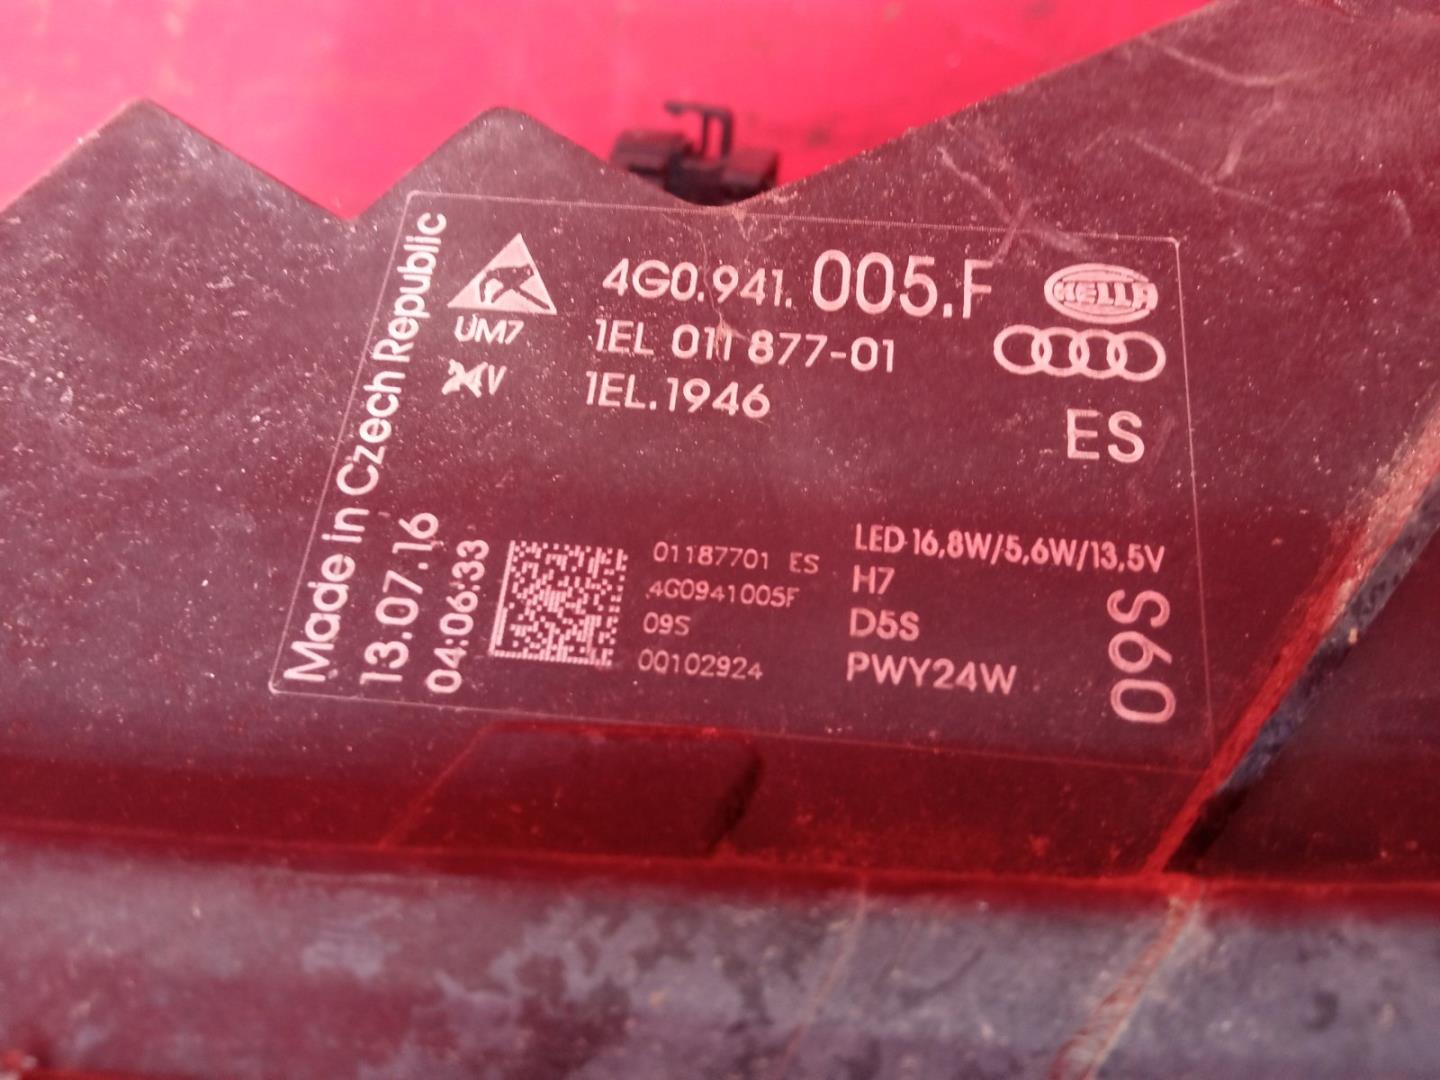 Made in Czech Republic
13.07.16
04:06:33
UM7
24V
4G0.941.005.F
1EL 011 877-01
1EL.1946
HELLA
ES
01187701 ES
4G0941005F
09S
00102924
LED 16,8W/5,6W/13,5V
H7
D5S
PWY24W
09S